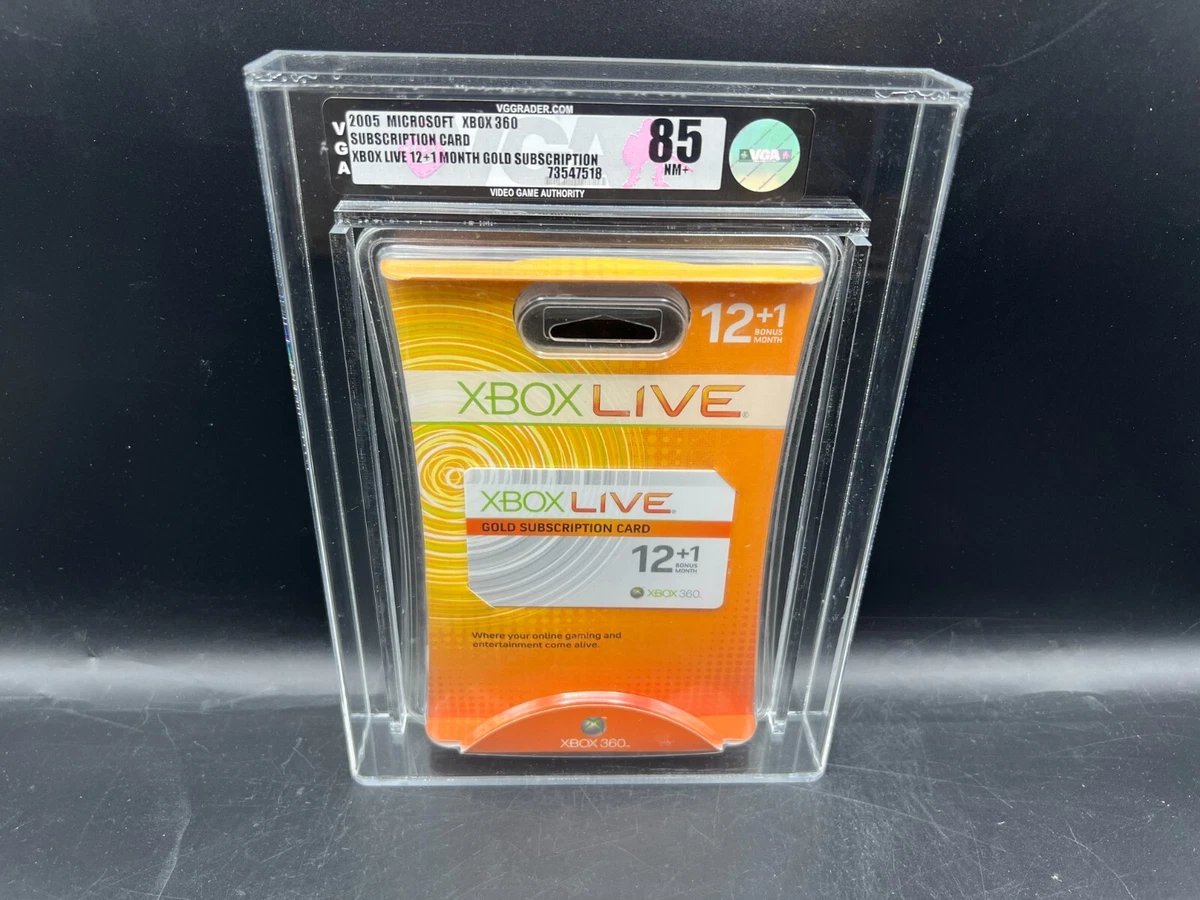 VGGRADER.COM
VGA
2005 MICROSOFT XBOX 360
SUBSCRIPTION CARD
XBOX LIVE 12+1 MONTH GOLD SUBSCRIPTION
73547518
85
NM+
VGA
VIDEO GAME AUTHORITY
12+1
BONUS
MONTH
XBOX LIVE®
XBOX LIVE®
GOLD SUBSCRIPTION CARD
12+1
BONUS
MONTH
XBOX 360™
Where your online gaming and
entertainment come alive.
XBOX 360™